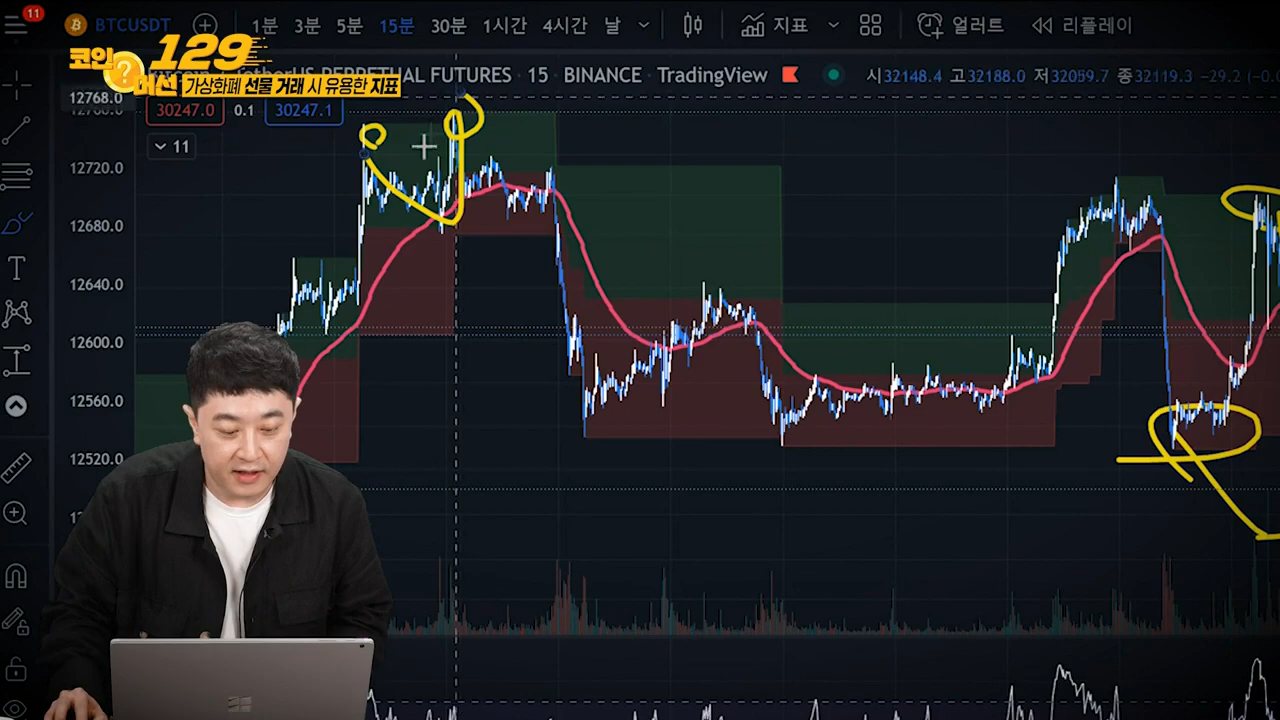 11
BTCUSDT
1분 3분 5분 15분 30분 1시간 4시간 날
지표
얼러트
리플레이
코인 129
?
머션 가상화폐 선물 거래 시 유용한 지표
PERPETUAL FUTURES · 15 · BINANCE · TradingView
시32148.4 고32188.0 저32059.7 종32119.3 −29.2
30247.0 0.1 30247.1
11
12768.0
12720.0
12680.0
12640.0
12600.0
12560.0
12520.0
T